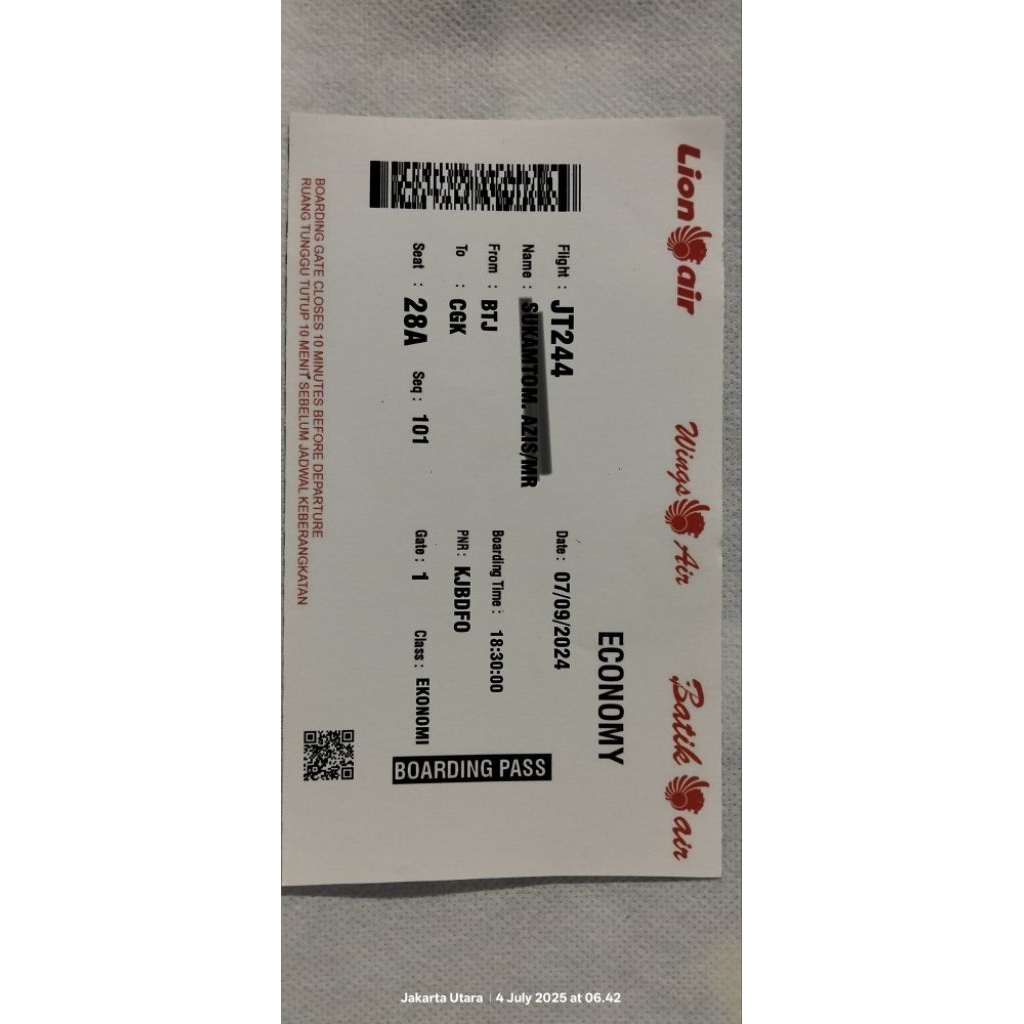 Lion air Wings Air Batik air
ECONOMY
Flight : JT244 Date : 07/09/2024
Name : SUKAMTOM. AZIS/MR
From : BTJ Boarding Time : 18:30:00
To : CGK PNR : KJBDFO
Seat : 28A Seq : 101 Gate : 1 Class : EKONOMI
BOARDING PASS
BOARDING GATE CLOSES 10 MINUTES BEFORE DEPARTURE
RUANG TUNGGU TUTUP 10 MENIT SEBELUM JADWAL KEBERANGKATAN
Jakarta Utara | 4 July 2025 at 06.42